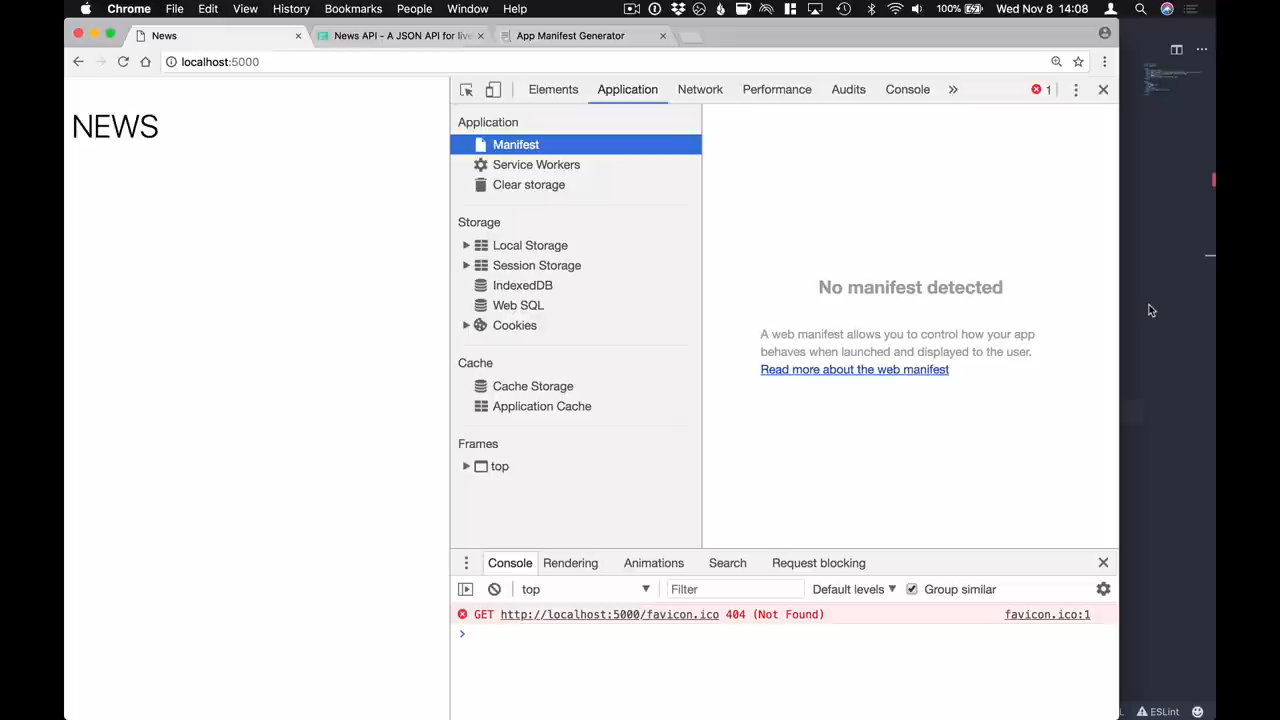 Chrome File Edit View History Bookmarks People Window Help 100% Wed Nov 8 14:08
News News API - A JSON API for live App Manifest Generator
localhost:5000
NEWS
Elements Application Network Performance Audits Console » 1
Application
Manifest
Service Workers
Clear storage
Storage
Local Storage
Session Storage
IndexedDB
Web SQL
Cookies
Cache
Cache Storage
Application Cache
Frames
top
No manifest detected
A web manifest allows you to control how your app
behaves when launched and displayed to the user.
Read more about the web manifest
Console Rendering Animations Search Request blocking
top Filter Default levels Group similar
GET http://localhost:5000/favicon.ico 404 (Not Found) favicon.ico:1
ESLint